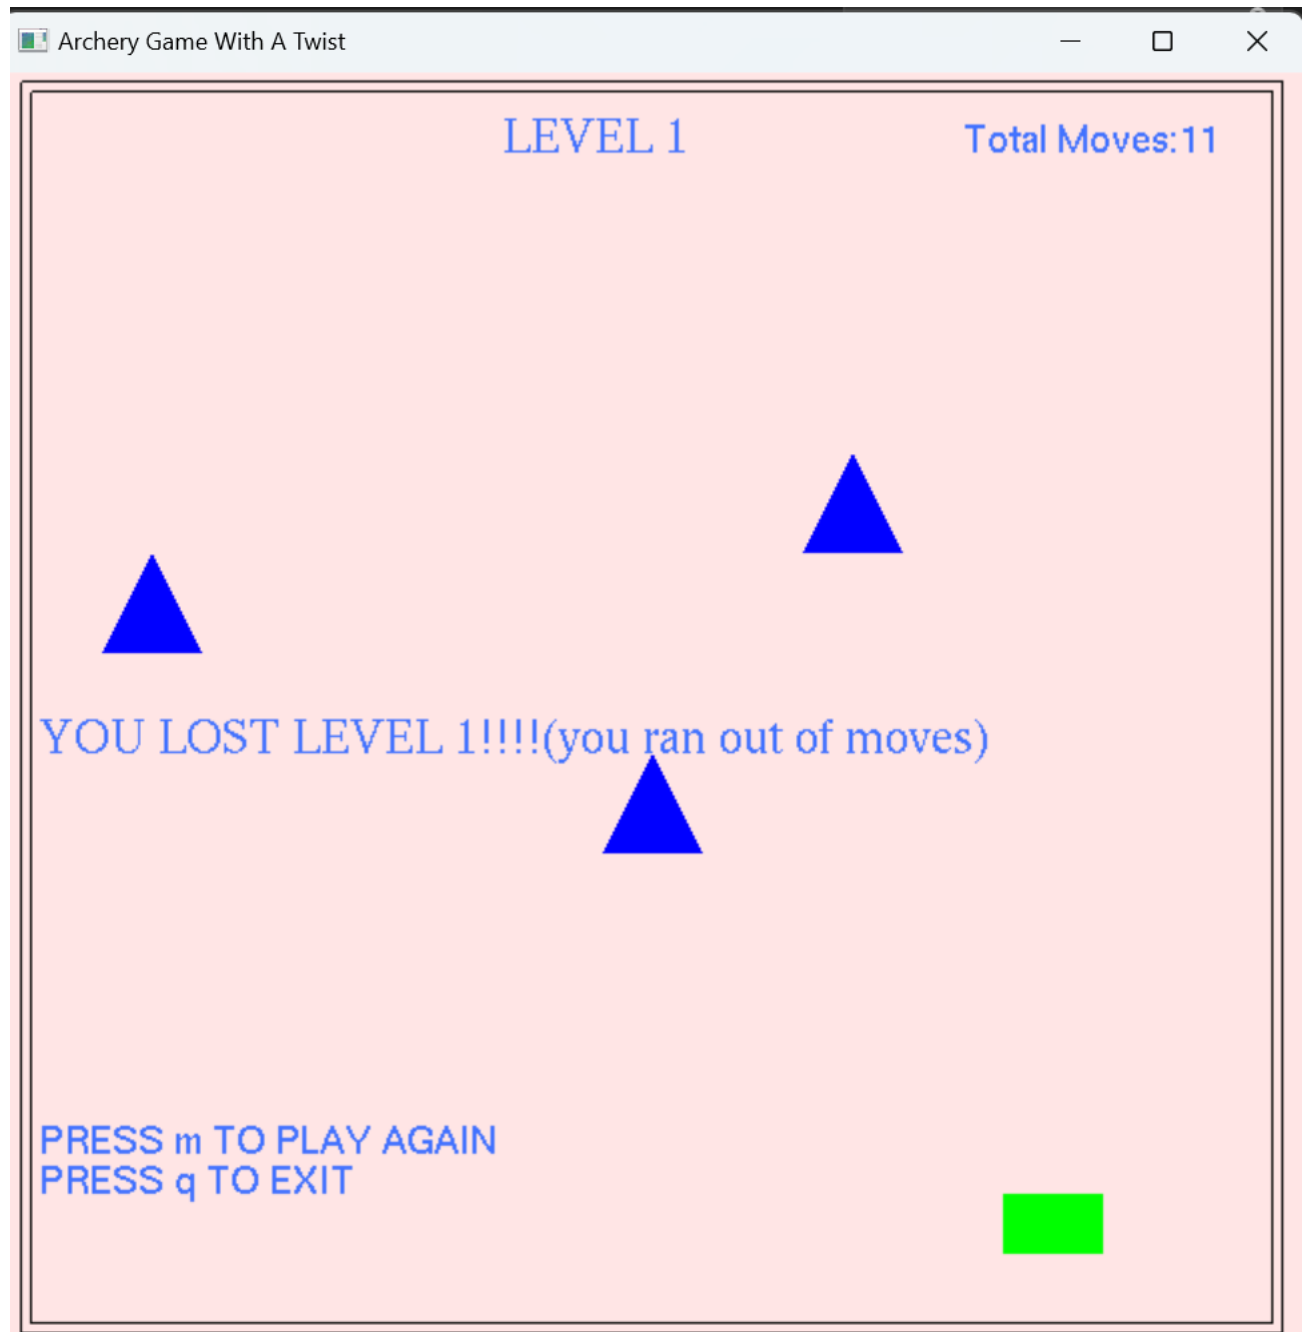 Archery Game With A Twist
LEVEL 1
Total Moves:11
YOU LOST LEVEL 1!!!!(you ran out of moves)
PRESS m TO PLAY AGAIN
PRESS q TO EXIT